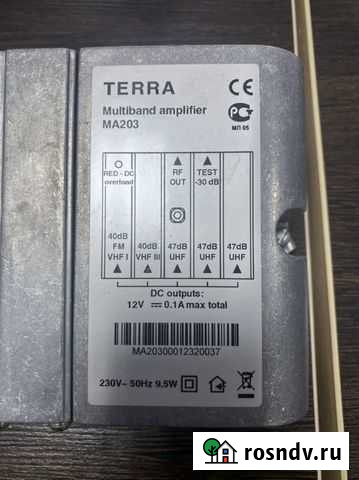 TERRA
CE
Multiband amplifier
MA203
РСТ
МП 05
RED - DC
overload
RF
OUT
TEST
-30 dB
40dB
FM
VHF I
40dB
VHF III
47dB
UHF
47dB
UHF
47dB
UHF
DC outputs:
12V 0.1A max total
MA20300012320037
230V~ 50Hz 9,5W
rosndv.ru